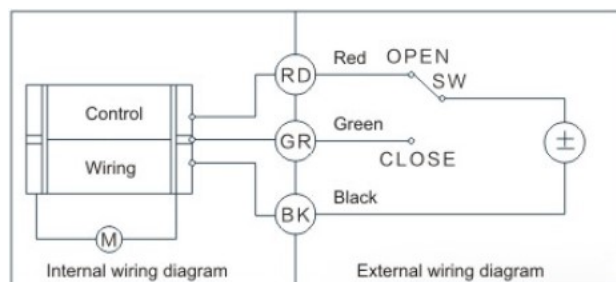 Red
OPEN
RD
SW
Control
Green
GR
±
CLOSE
Wiring
Black
BK
M
Internal wiring diagram
External wiring diagram